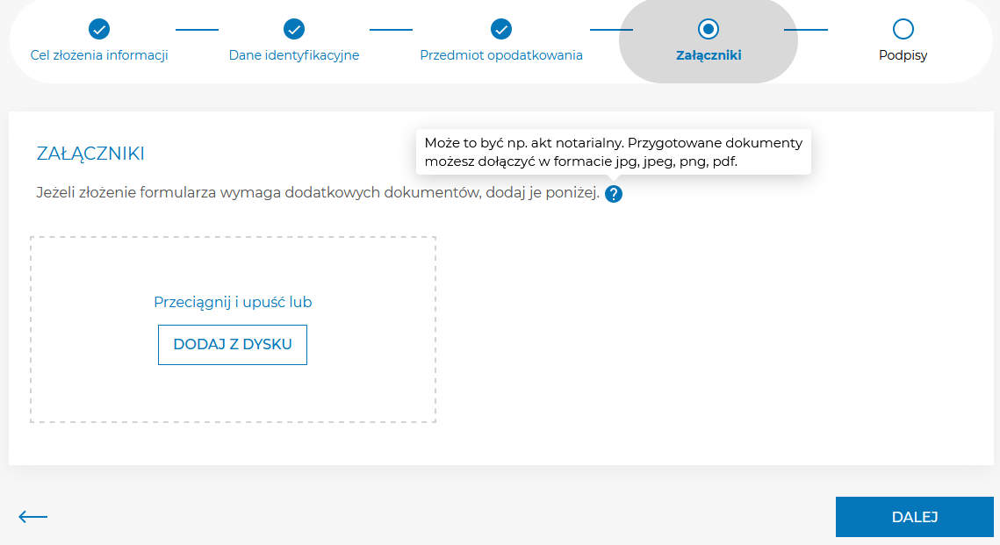 Cel złożenia informacji
Dane identyfikacyjne
Przedmiot opodatkowania
Załączniki
Podpisy
ZAŁĄCZNIKI
Może to być np. akt notarialny. Przygotowane dokumenty
możesz dołączyć w formacie jpg, jpeg, png, pdf.
Jeżeli złożenie formularza wymaga dodatkowych dokumentów, dodaj je poniżej. ?
Przeciągnij i upuść lub
DODAJ Z DYSKU
DALEJ